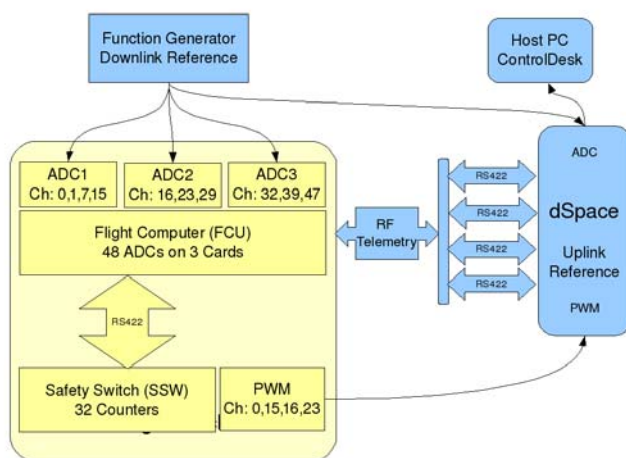 Function Generator
Downlink Reference
Host PC
ControlDesk
ADC1
Ch: 0,1,7,15
ADC2
Ch: 16,23,29
ADC3
Ch: 32,39,47
Flight Computer (FCU)
48 ADCs on 3 Cards
RS422
Safety Switch (SSW)
32 Counters
PWM
Ch: 0,15,16,23
RF
Telemetry
RS422
RS422
RS422
RS422
ADC
dSpace
Uplink
Reference
PWM